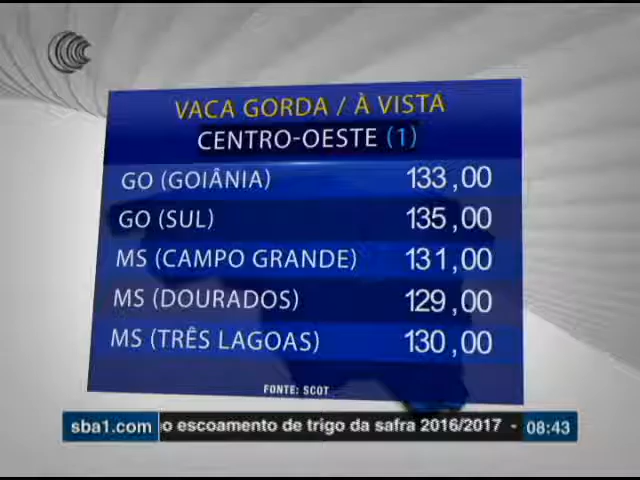 VACA GORDA / À VISTA
CENTRO-OESTE (1)
GO (GOIÂNIA) 133,00
GO (SUL) 135,00
MS (CAMPO GRANDE) 131,00
MS (DOURADOS) 129,00
MS (TRÊS LAGOAS) 130,00
FONTE: SCOT
sba1.com o escoamento de trigo da safra 2016/2017 - 08:43